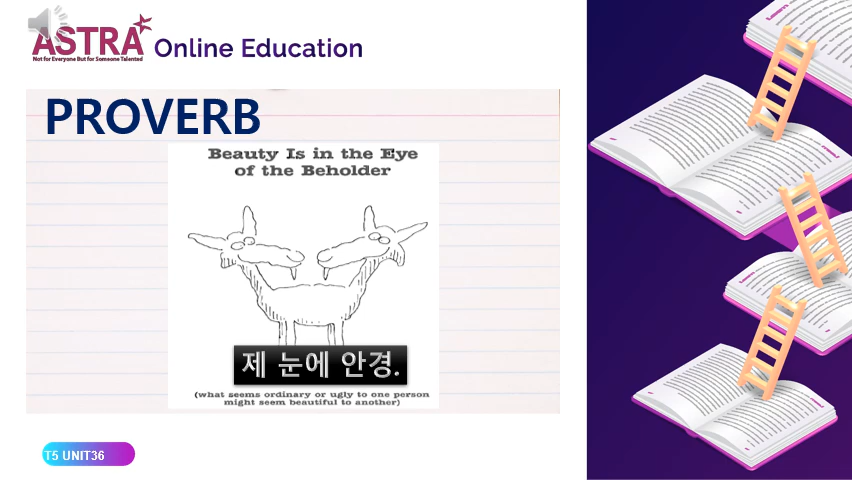 ASTRA
Not for Everyone But for Someone Talented
Online Education
PROVERB
Beauty Is in the Eye
of the Beholder
제 눈에 안경.
(what seems ordinary or ugly to one person
might seem beautiful to another)
T5 UNIT36